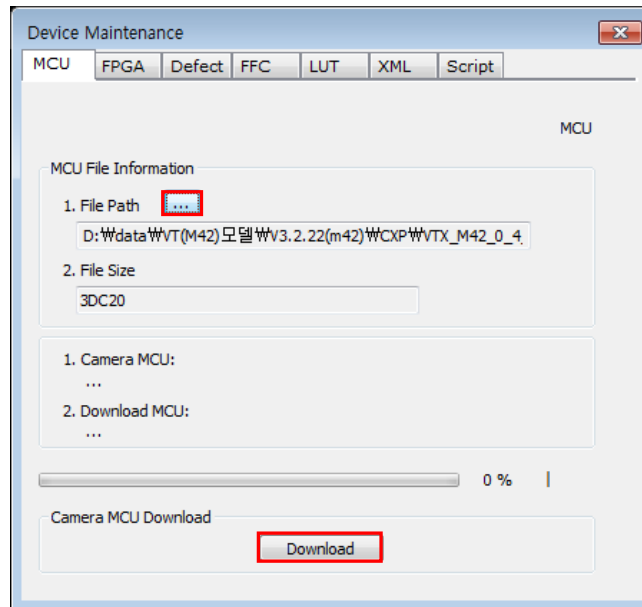 Device Maintenance
MCU FPGA Defect FFC LUT XML Script
MCU
MCU File Information
1. File Path ...
D:₩data₩VT(M42)모델₩V3.2.22(m42)₩CXP₩VTX_M42_0_4
2. File Size
3DC20
1. Camera MCU:
...
2. Download MCU:
...
0 %
Camera MCU Download
Download